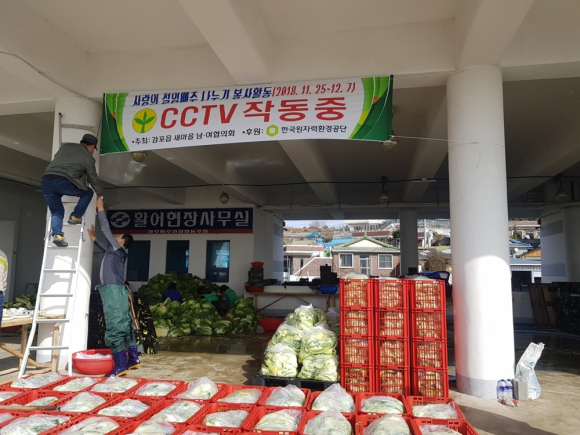 사랑의 절임배추 나누기 봉사활동(2018. 11. 25-12. 7)
CCTV 작동중
•주최 : 감포읍 새마을 남·여협의회 •후원 : 한국원자력환경공단
활어현장사무실